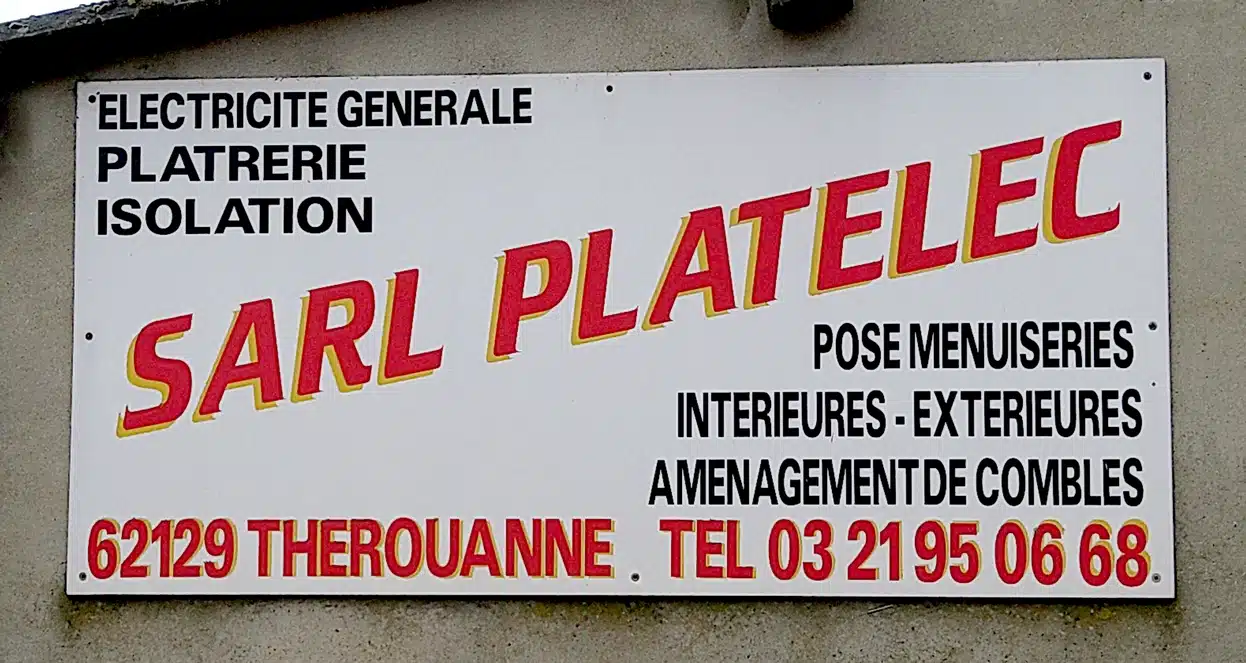 ELECTRICITE GENERALE
PLATRERIE
ISOLATION
SARL PLATELEC
POSE MENUISERIES
INTERIEURES - EXTERIEURES
AMENAGEMENT DE COMBLES
62129 THEROUANNE TEL 03 21 95 06 68